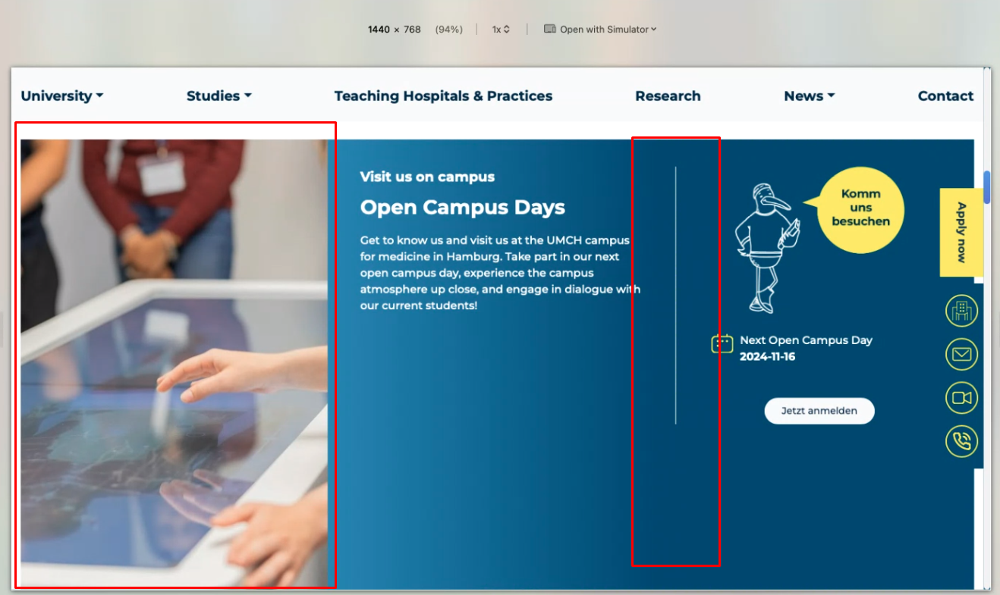 1440 × 768 (94%) 1x Open with Simulator
University Studies Teaching Hospitals & Practices Research News Contact
Visit us on campus
Open Campus Days
Get to know us and visit us at the UMCH campus
for medicine in Hamburg. Take part in our next
open campus day, experience the campus
atmosphere up close, and engage in dialogue with
our current students!
Komm
uns
besuchen
Next Open Campus Day
2024-11-16
Jetzt anmelden
Apply now